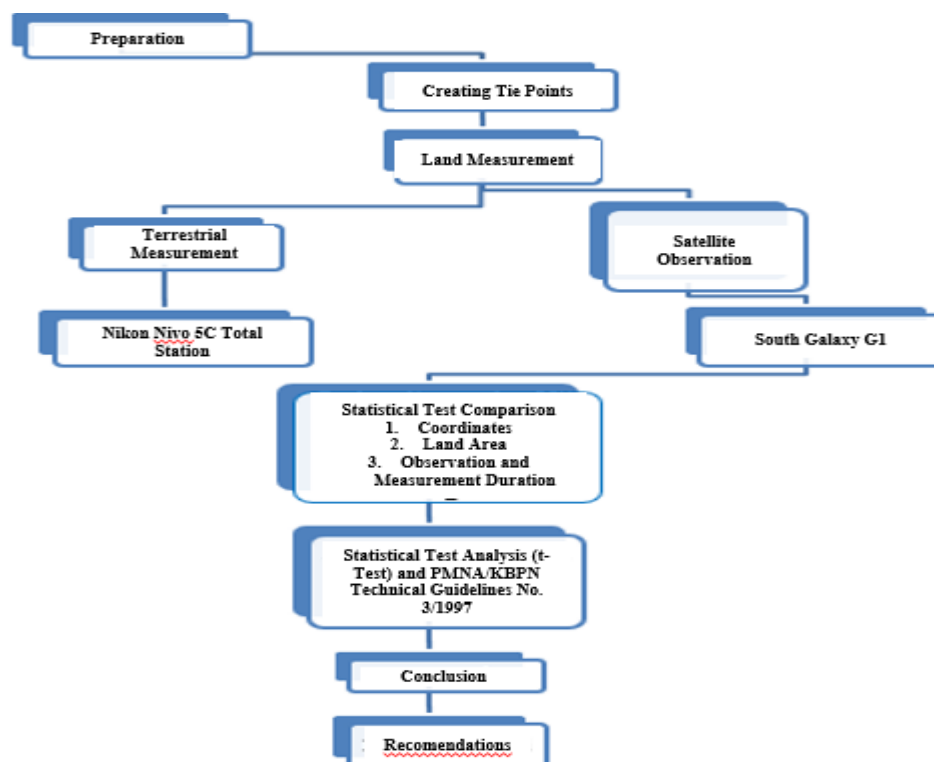 Preparation
Creating Tie Points
Land Measurement
Terrestrial
Measurement
Satellite
Observation
Nikon Nivo 5C Total
Station
South Galaxy G1
Statistical Test Comparison
1. Coordinates
2. Land Area
3. Observation and
Measurement Duration
Statistical Test Analysis (t-
Test) and PMNA/KBPN
Technical Guidelines No.
3/1997
Conclusion
Recomendations